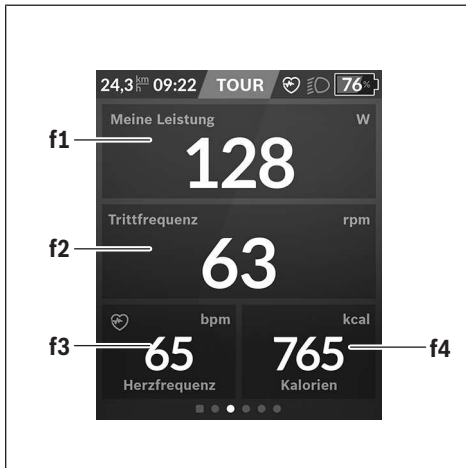 24,3 km/h 09:22 TOUR 76%
Meine Leistung W
f1
128
Trittfrequenz rpm
f2
63
bpm kcal
f3 65 765 f4
Herzfrequenz Kalorien